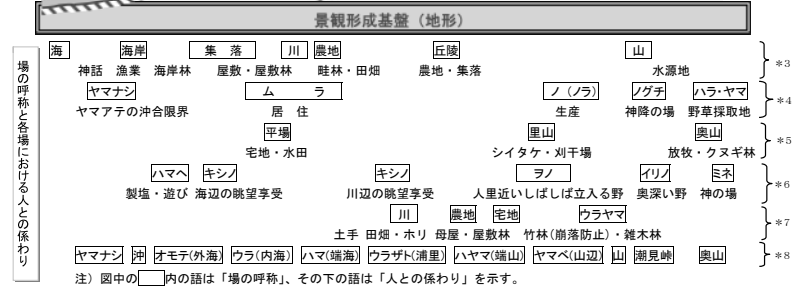 景観形成基盤（地形）
場の呼称と各場における人との係わり
海 海岸 集落 川 農地 丘陵 山
神話 漁業 海岸林 屋敷・屋敷林 畦林・田畑 農地・集落 水源地 *3
ヤマナシ ムラ ノ（ノラ） ノグチ ハラ・ヤマ
ヤマアテの沖合限界 居住 生産 神降の場 野草採取地 *4
平場 里山 奥山
宅地・水田 シイタケ・刈干場 放牧・クヌギ林 *5
ハマヘ キシノ キシノ ヲノ イリノ ミネ
製塩・遊び 海辺の眺望享受 川辺の眺望享受 人里近いしばしば立入る野 奥深い野 神の場 *6
川 農地 宅地 ウラヤマ
土手 田畑・ホリ 母屋・屋敷林 竹林(崩落防止)・雑木林 *7
ヤマナシ 沖 オモテ(外海) ウラ(内海) ハマ(端海) ウラザト(浦里) ハヤマ(端山) ヤマベ(山辺) 山 潮見峠 奥山 *8
注）図中の 内の語は「場の呼称」、その下の語は「人との係わり」を示す。